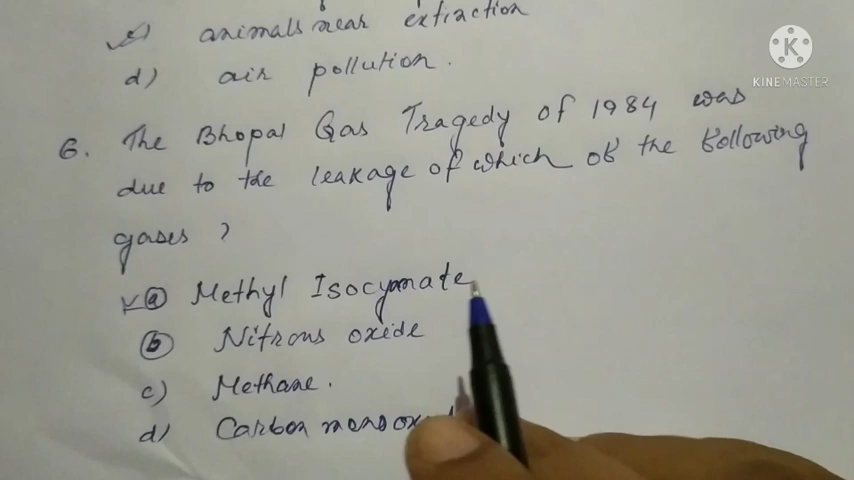 c) animals near extinction
d) air pollution.
KINEMASTER
6. The Bhopal Gas Tragedy of 1984 was
due to the leakage of which of the following
gases ?
a Methyl Isocyanate
b Nitrous oxide
c) Methane.
d) Carbon